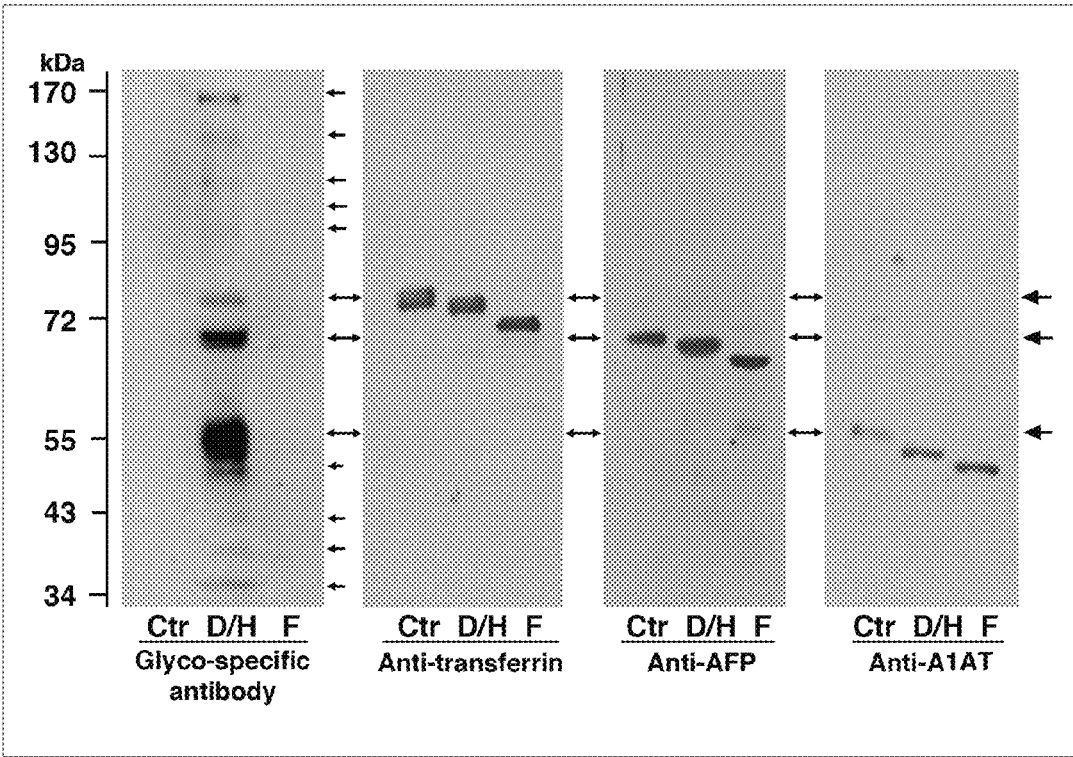 kDa
170
130
95
72
55
43
34
Ctr D/H F
Glyco-specific
antibody
Ctr D/H F
Anti-transferrin
Ctr D/H F
Anti-AFP
Ctr D/H F
Anti-A1AT